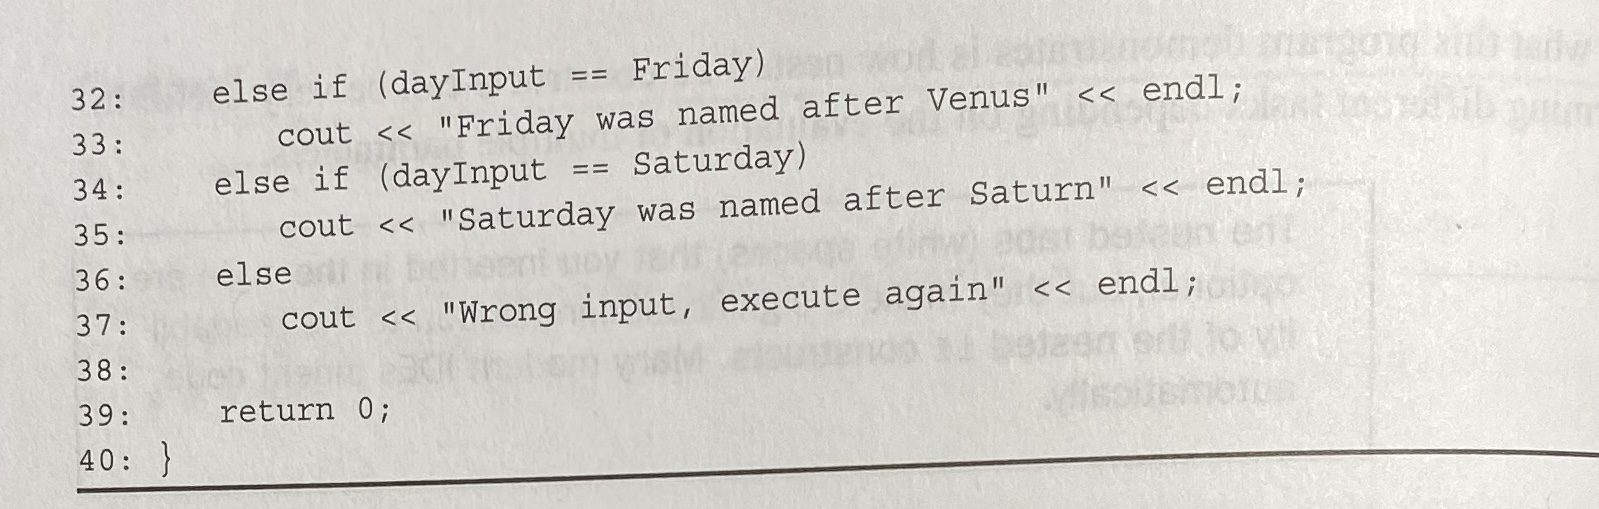 32:     else if (dayInput == Friday)
33:         cout << "Friday was named after Venus" << endl;
34:     else if (dayInput == Saturday)
35:         cout << "Saturday was named after Saturn" << endl;
36:     else
37:         cout << "Wrong input, execute again" << endl;
38:
39:     return 0;
40: }